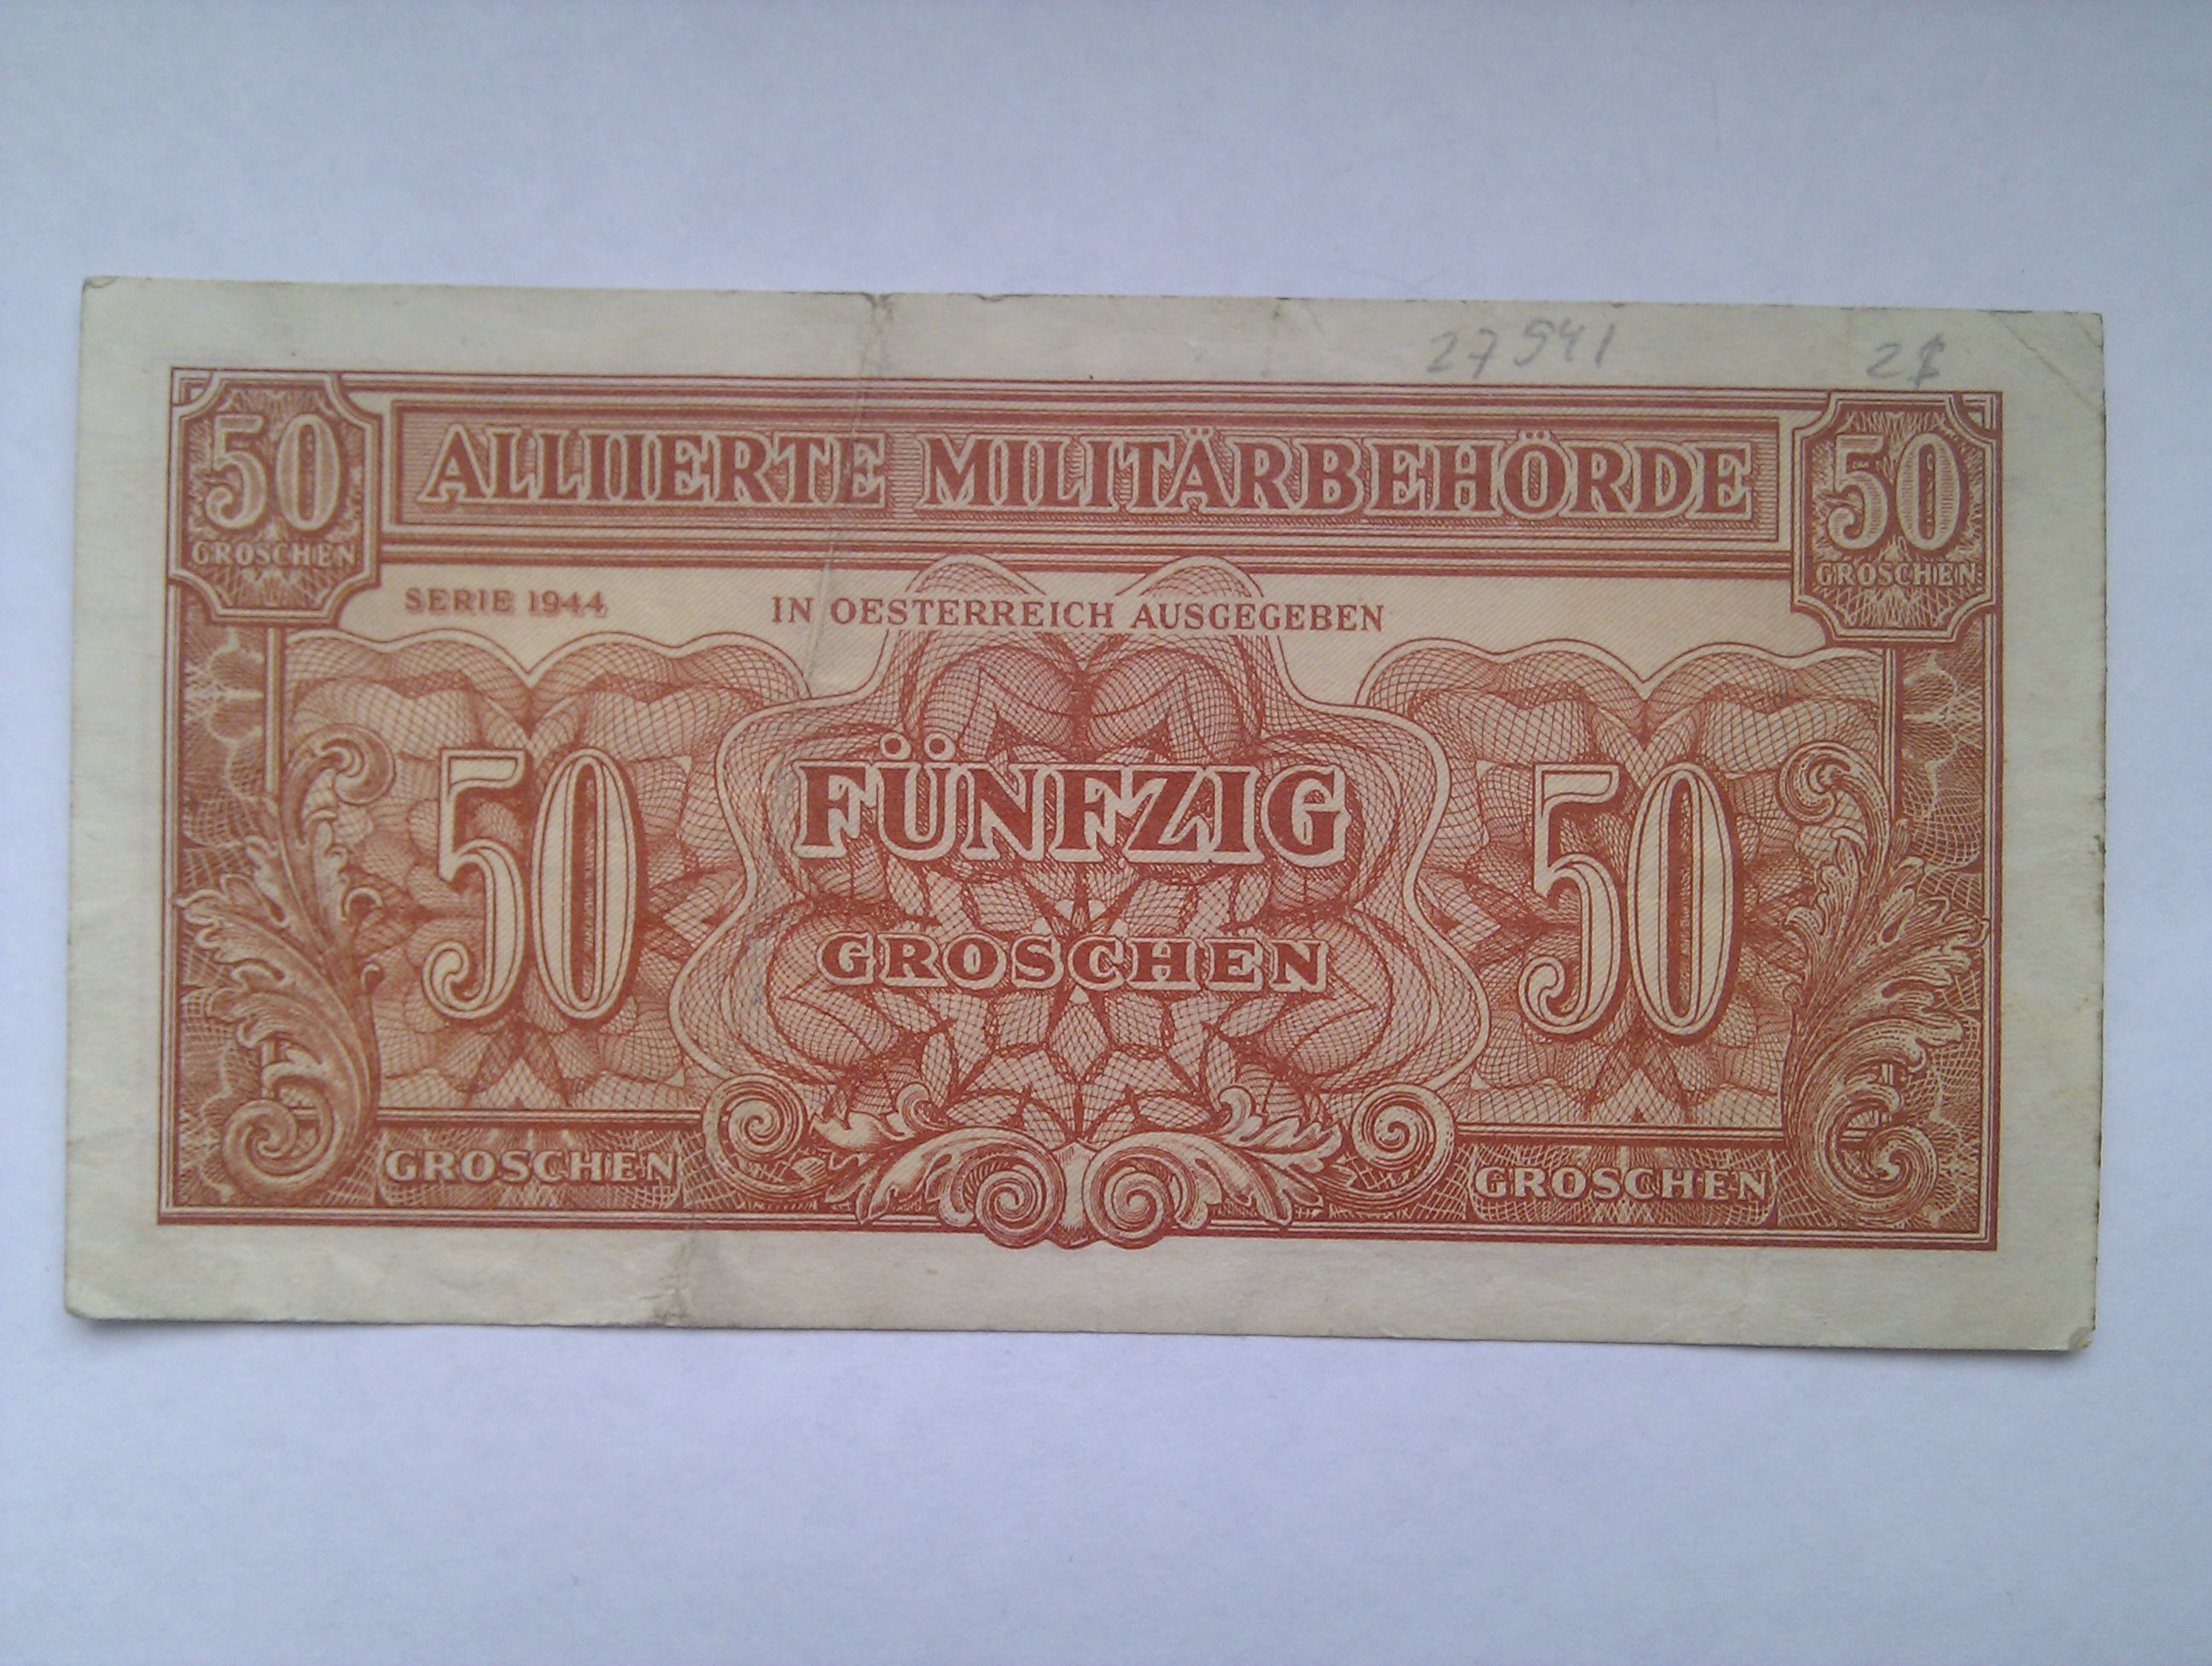 27541 2$
50 ALLIIERTE MILITÄRBEHÖRDE 50
GROSCHEN GROSCHEN
SERIE 1944 IN OESTERREICH AUSGEGEBEN
50 FÜNFZIG 50
GROSCHEN
GROSCHEN GROSCHEN